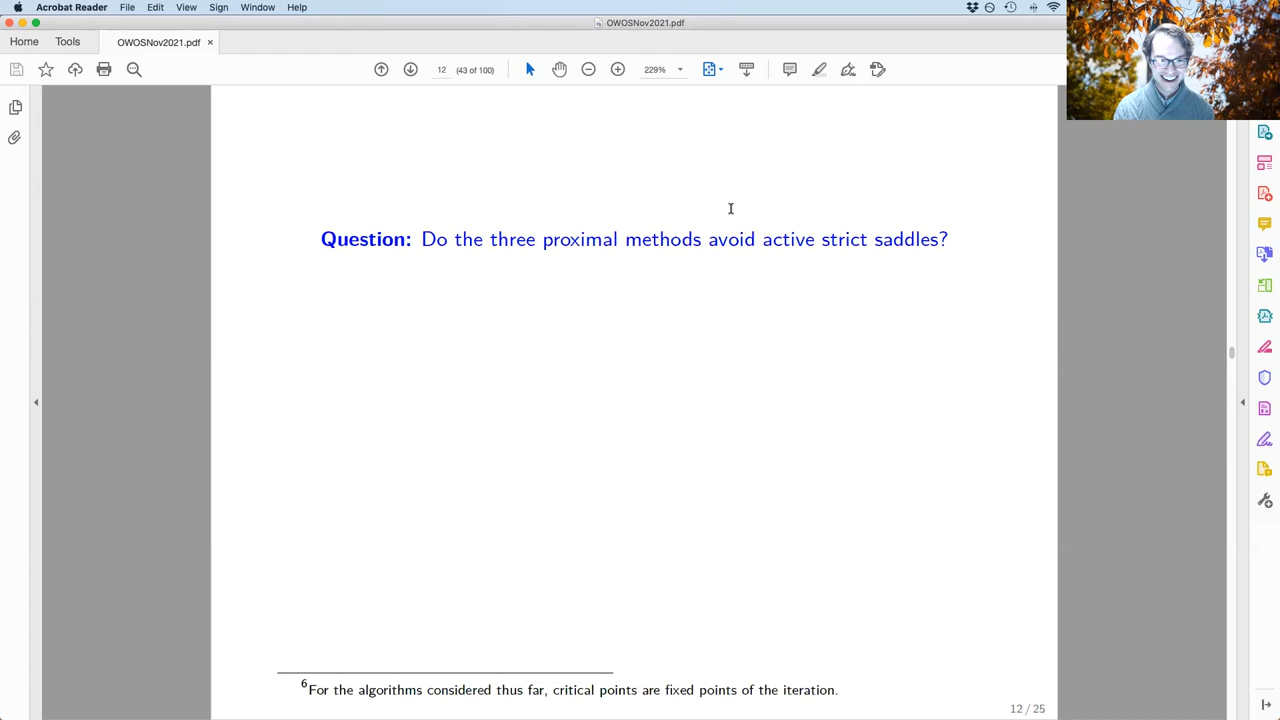 Acrobat Reader File Edit View Sign Window Help
OWOSNov2021.pdf
Home Tools OWOSNov2021.pdf ×
12 (43 of 100) 229%
Question: Do the three proximal methods avoid active strict saddles?
6 For the algorithms considered thus far, critical points are fixed points of the iteration.
12 / 25